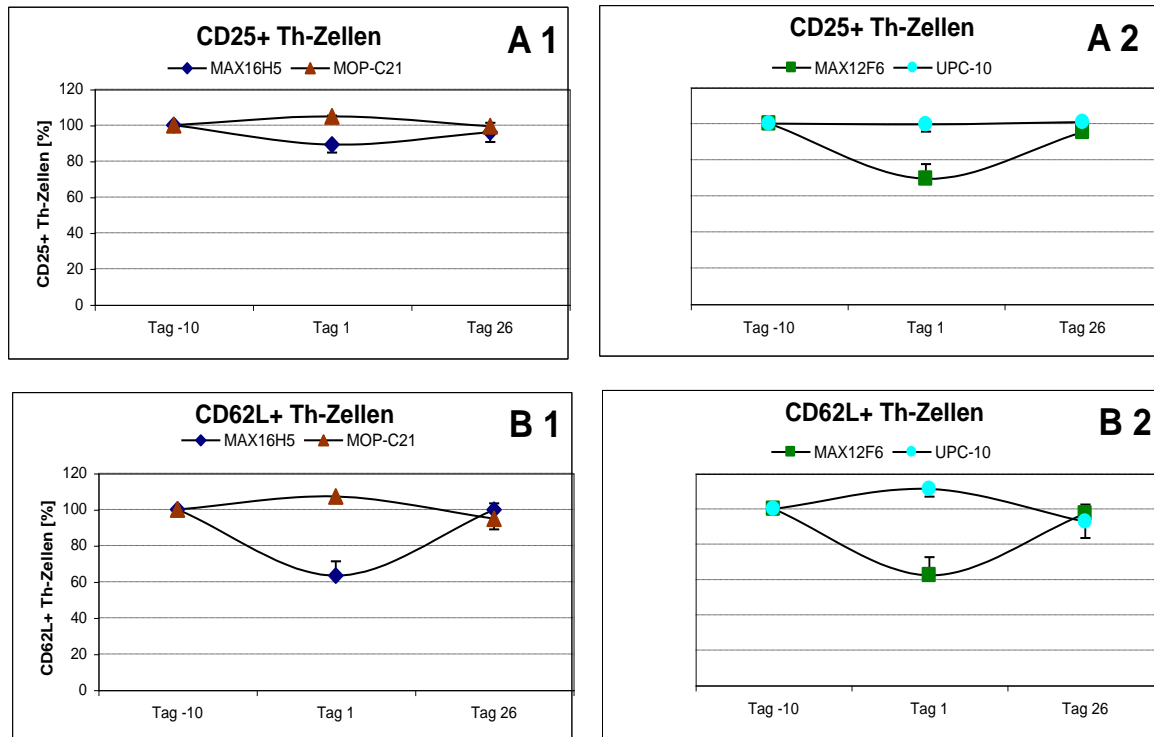 CD25+ Th-Zellen
A 1
MAX16H5 MOP-C21
120
100
80
60
40
20
0
CD25+ Th-Zellen [%]
Tag -10 Tag 1 Tag 26
CD25+ Th-Zellen
A 2
MAX12F6 UPC-10
Tag -10 Tag 1 Tag 26
CD62L+ Th-Zellen
B 1
MAX16H5 MOP-C21
120
100
80
60
40
20
0
CD62L+ Th-Zellen [%]
Tag -10 Tag 1 Tag 26
CD62L+ Th-Zellen
B 2
MAX12F6 UPC-10
Tag -10 Tag 1 Tag 26